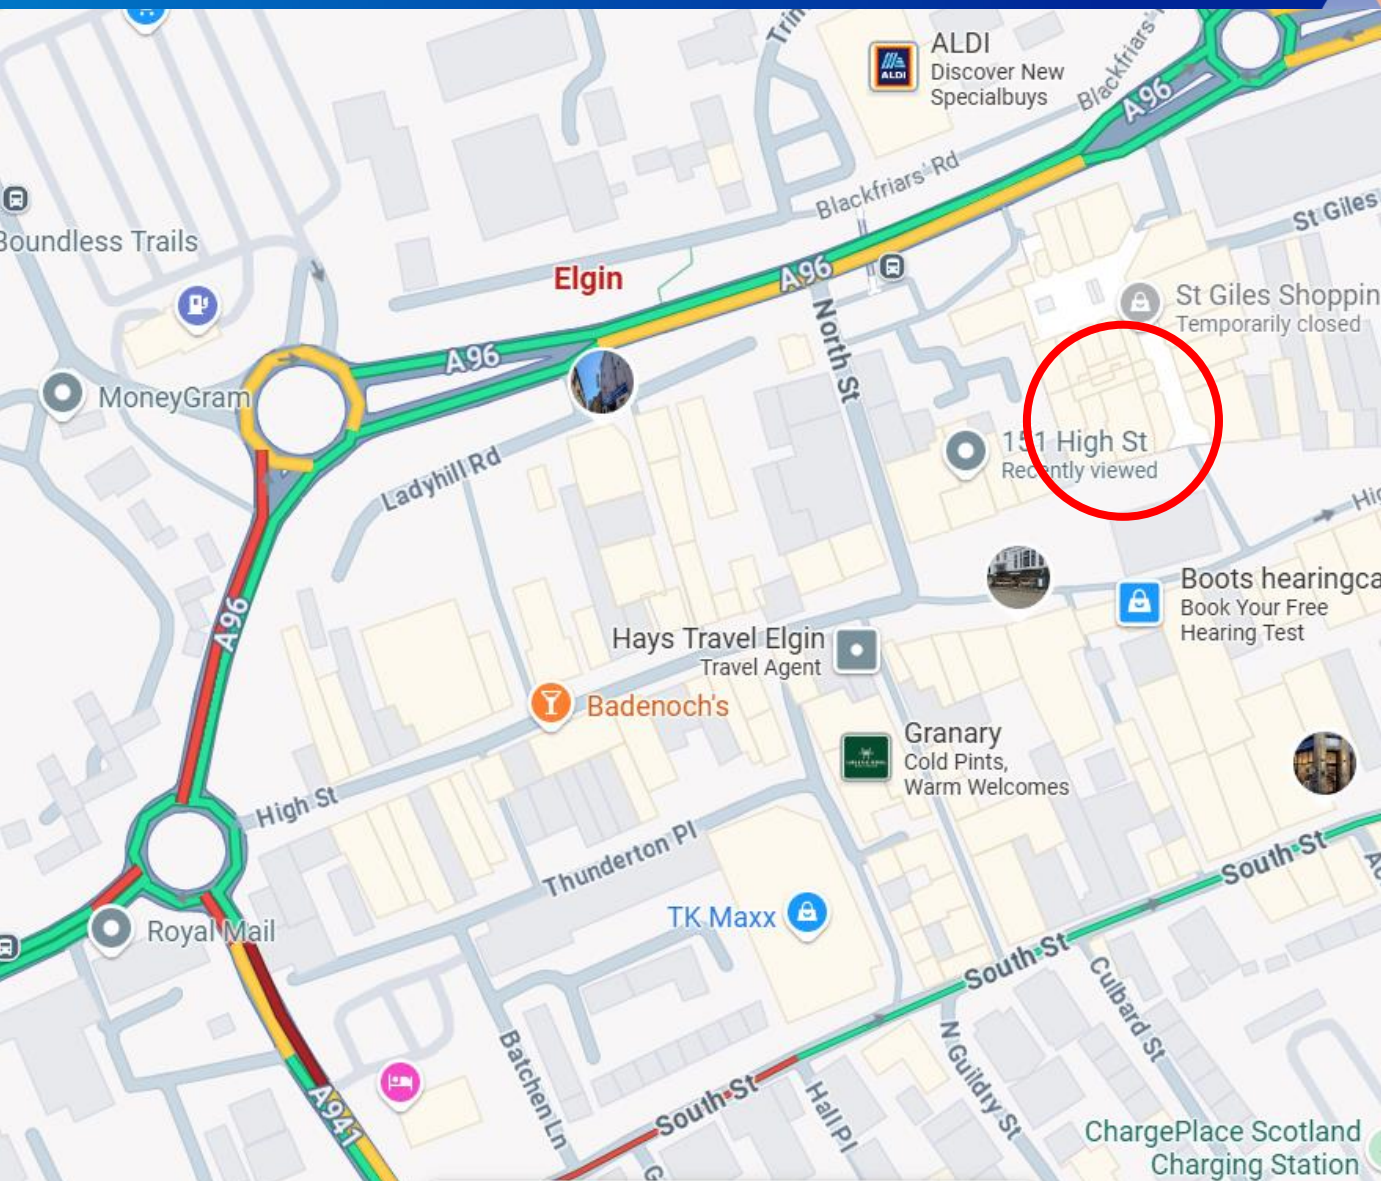 Trin
ALDI
Discover New
Specialbuys
ALDI
Blackfriars'
A96
Blackfriars' Rd
St Giles
Boundless Trails
Elgin
A96
St Giles Shoppin
Temporarily closed
North St
A96
MoneyGram
151 High St
Recently viewed
Ladyhill Rd
Hig
Boots hearingca
Book Your Free
Hearing Test
A96
Hays Travel Elgin
Travel Agent
Badenoch's
Granary
Cold Pints,
Warm Welcomes
High St
Thunderton Pl
South St
TK Maxx
Royal Mail
South St
Culbard St
Batchen Ln
N Guildry St
South St
Hall Pl
A941
ChargePlace Scotland
Charging Station
G